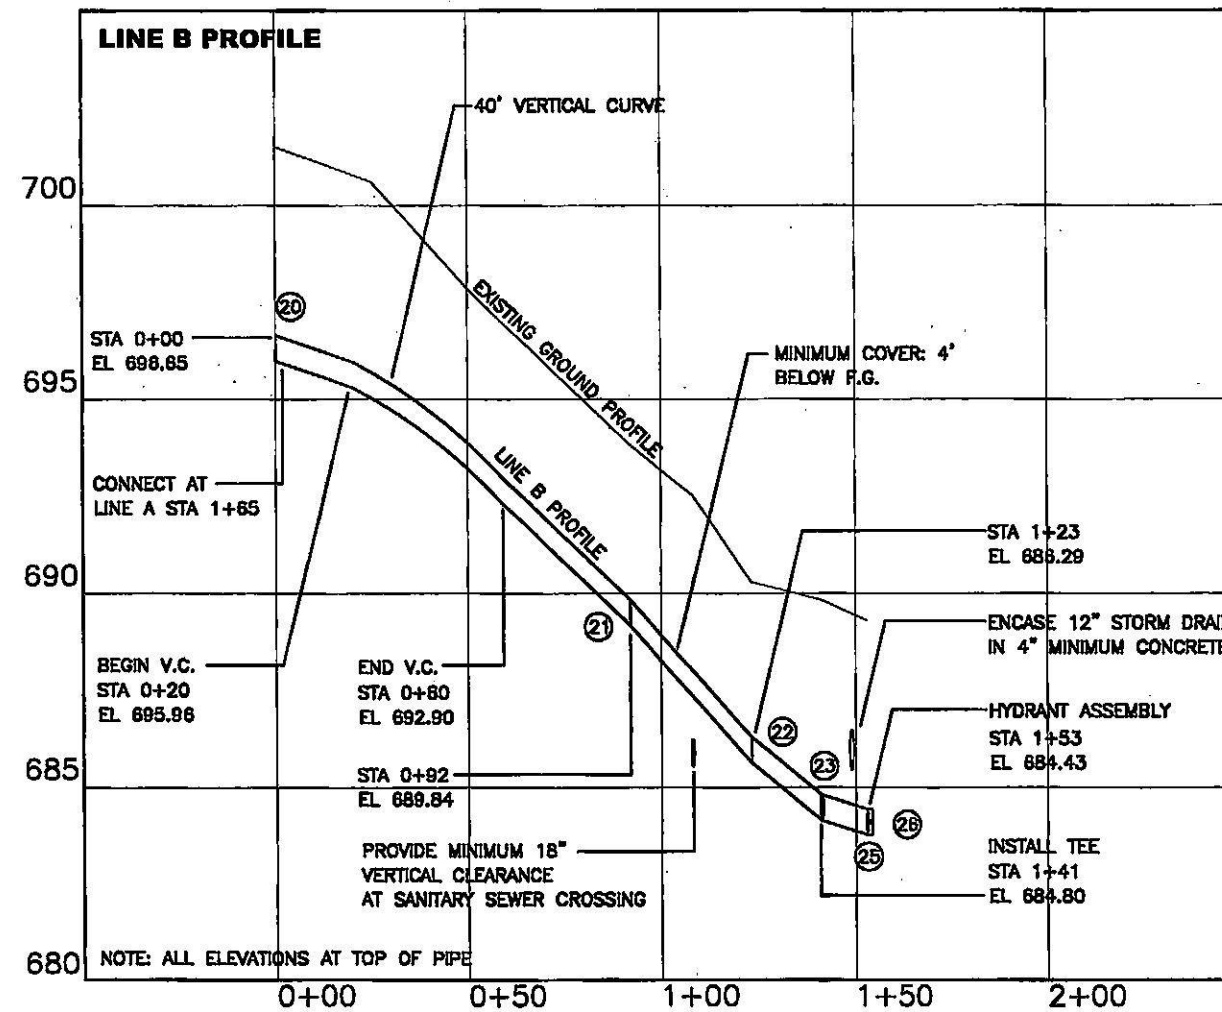 LINE B PROFILE
40' VERTICAL CURVE
700
EXISTING GROUND PROFILE
20
STA 0+00
EL 696.65
MINIMUM COVER: 4'
BELOW F.G.
695
LINE B PROFILE
CONNECT AT
LINE A STA 1+65
STA 1+23
EL 686.29
690
21
ENCASE 12" STORM DRAI
IN 4" MINIMUM CONCRETE
BEGIN V.C.
STA 0+20
EL 695.96
END V.C.
STA 0+60
EL 692.90
HYDRANT ASSEMBLY
STA 1+53
EL 684.43
22
23
685
STA 0+92
EL 689.84
26
25
PROVIDE MINIMUM 18"
VERTICAL CLEARANCE
AT SANITARY SEWER CROSSING
INSTALL TEE
STA 1+41
EL 684.80
680
NOTE: ALL ELEVATIONS AT TOP OF PIPE
0+00
0+50
1+00
1+50
2+00